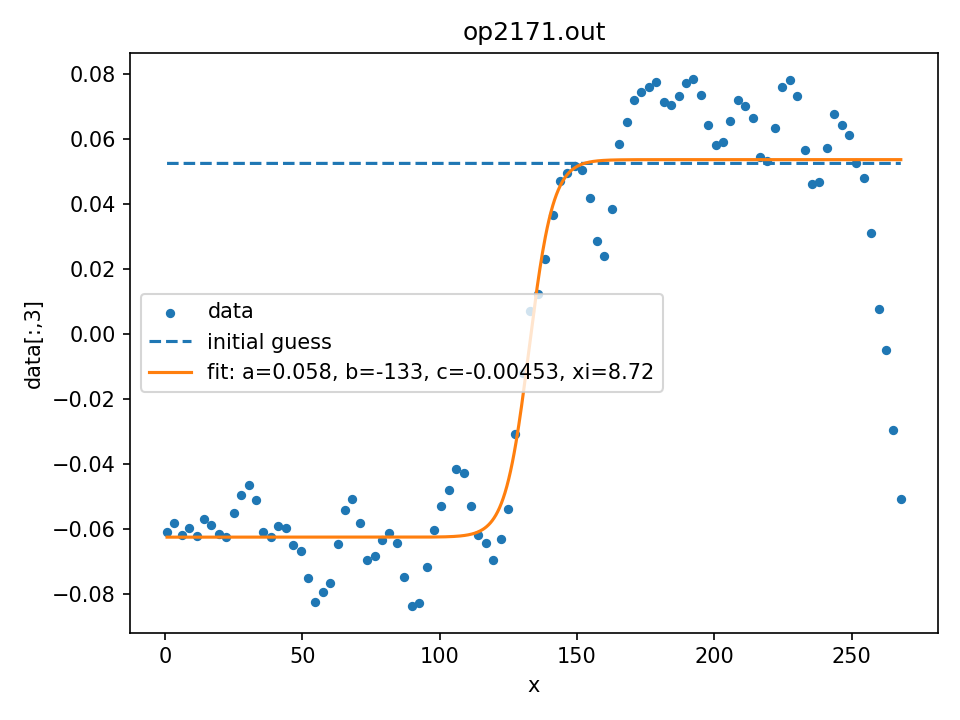 op2171.out
0.08
0.06
0.04
0.02
0.00
−0.02
−0.04
−0.06
−0.08
data[:,3]
data
initial guess
fit: a=0.058, b=-133, c=-0.00453, xi=8.72
0 50 100 150 200 250
x